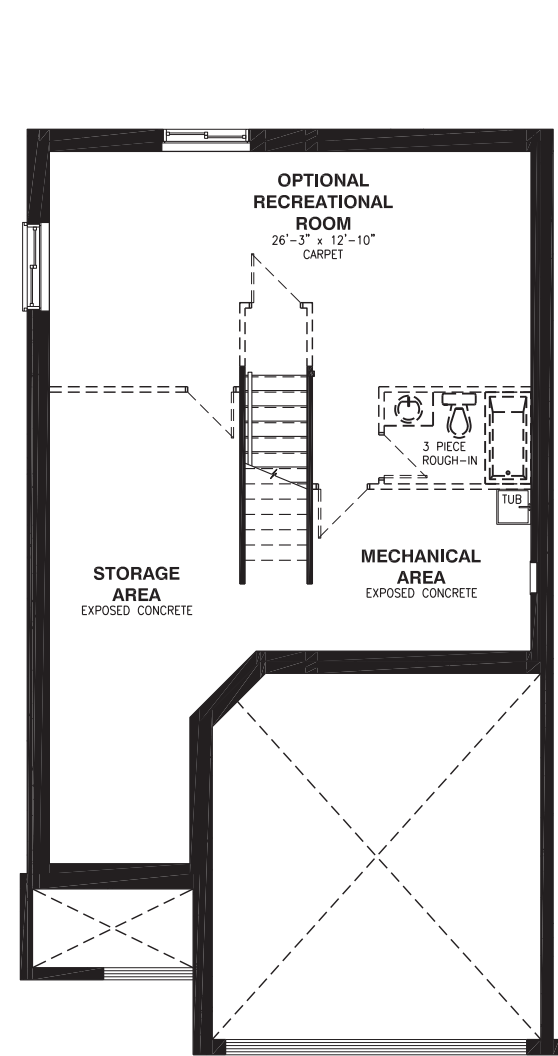 OPTIONAL
RECREATIONAL
ROOM
26'-3" x 12'-10"
CARPET
3 PIECE
ROUGH-IN
TUB
STORAGE
AREA
EXPOSED CONCRETE
MECHANICAL
AREA
EXPOSED CONCRETE